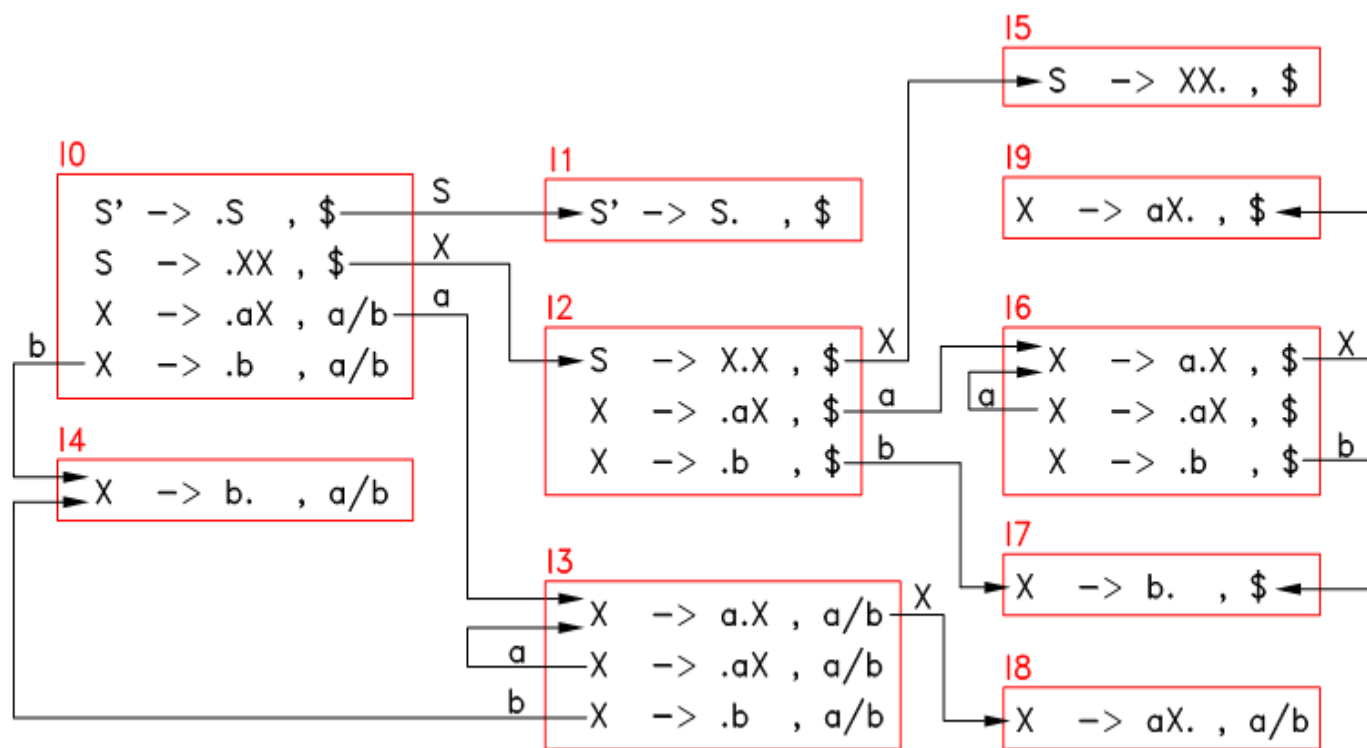 I0
S' -> .S , $
S -> .XX , $
X -> .aX , a/b
X -> .b , a/b
S
X
a
b
I4
X -> b. , a/b
I1
S' -> S. , $
I2
S -> X.X , $
X -> .aX , $
X -> .b , $
X
a
b
I3
X -> a.X , a/b
X -> .aX , a/b
X -> .b , a/b
X
a
b
I5
S -> XX. , $
I9
X -> aX. , $
I6
X -> a.X , $
X -> .aX , $
X -> .b , $
X
a
b
I7
X -> b. , $
I8
X -> aX. , a/b